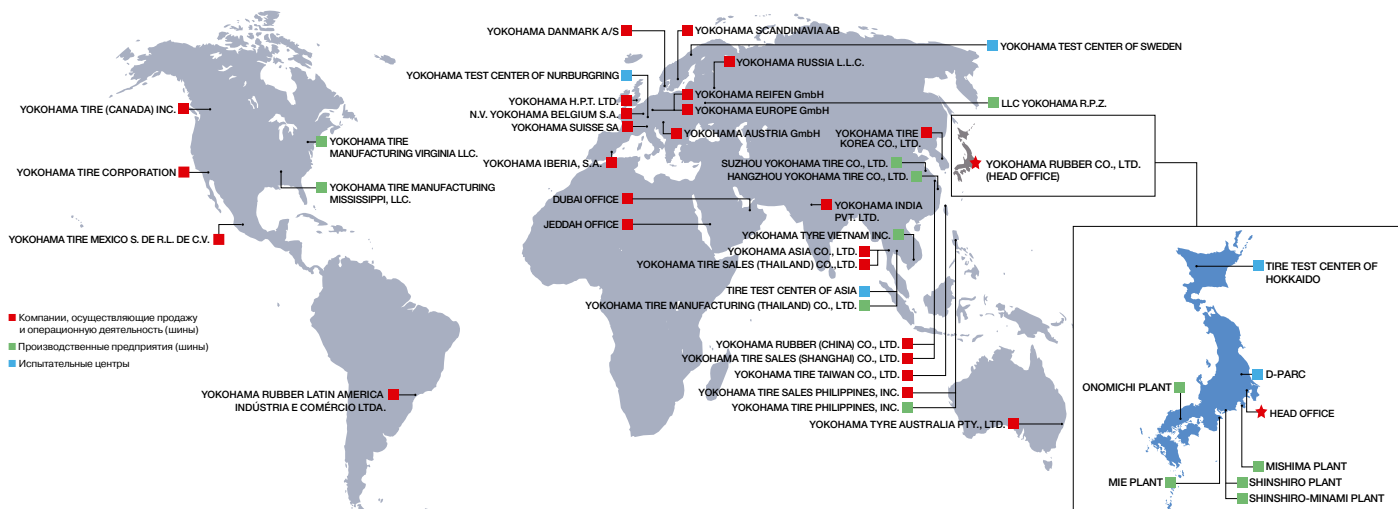 YOKOHAMA DANMARK A/S
YOKOHAMA SCANDINAVIA AB
YOKOHAMA TEST CENTER OF SWEDEN
YOKOHAMA RUSSIA L.L.C.
YOKOHAMA TEST CENTER OF NURBURGRING
YOKOHAMA REIFEN GmbH
YOKOHAMA H.P.T. LTD.
LLC YOKOHAMA R.P.Z.
YOKOHAMA TIRE (CANADA) INC.
YOKOHAMA EUROPE GmbH
N.V. YOKOHAMA BELGIUM S.A.
YOKOHAMA SUISSE SA
YOKOHAMA AUSTRIA GmbH
YOKOHAMA TIRE
KOREA CO., LTD.
YOKOHAMA TIRE
MANUFACTURING VIRGINIA LLC.
YOKOHAMA IBERIA, S.A.
SUZHOU YOKOHAMA TIRE CO., LTD.
HANGZHOU YOKOHAMA TIRE CO., LTD.
YOKOHAMA RUBBER CO., LTD.
(HEAD OFFICE)
YOKOHAMA TIRE CORPORATION
YOKOHAMA TIRE MANUFACTURING
MISSISSIPPI, LLC.
DUBAI OFFICE
YOKOHAMA INDIA
PVT. LTD.
JEDDAH OFFICE
YOKOHAMA TYRE VIETNAM INC.
YOKOHAMA TIRE MEXICO S. DE R.L. DE C.V.
YOKOHAMA ASIA CO., LTD.
YOKOHAMA TIRE SALES (THAILAND) CO.,LTD.
TIRE TEST CENTER OF ASIA
YOKOHAMA TIRE MANUFACTURING (THAILAND) CO., LTD.
TIRE TEST CENTER OF
HOKKAIDO
Компании, осуществляющие продажу
и операционную деятельность (шины)
Производственные предприятия (шины)
Испытательные центры
YOKOHAMA RUBBER (CHINA) CO., LTD.
YOKOHAMA TIRE SALES (SHANGHAI) CO., LTD.
YOKOHAMA TIRE TAIWAN CO., LTD.
YOKOHAMA TIRE SALES PHILIPPINES, INC.
YOKOHAMA TIRE PHILIPPINES, INC.
YOKOHAMA TYRE AUSTRALIA PTY., LTD.
YOKOHAMA RUBBER LATIN AMERICA
INDÚSTRIA E COMÉRCIO LTDA.
D-PARC
ONOMICHI PLANT
HEAD OFFICE
MISHIMA PLANT
MIE PLANT
SHINSHIRO PLANT
SHINSHIRO-MINAMI PLANT